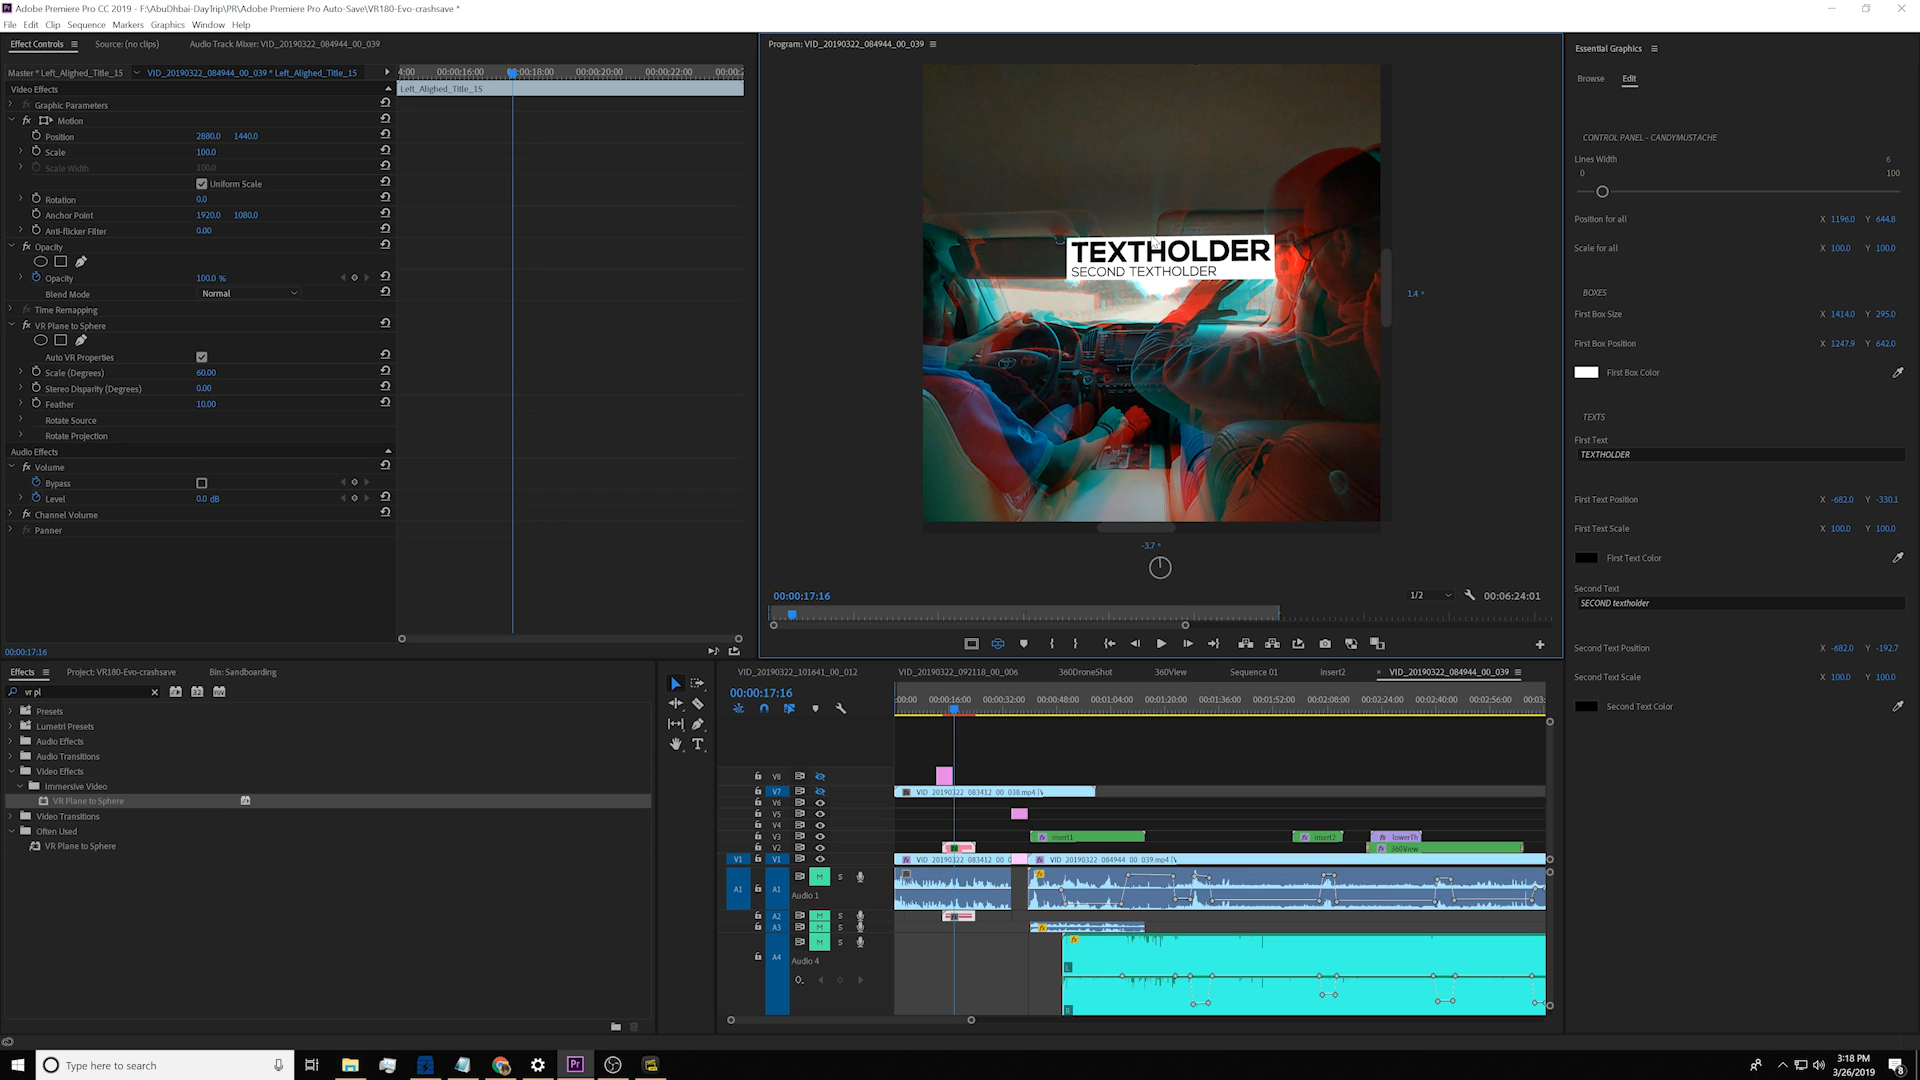 Adobe Premiere Pro CC 2019 - F:\AbuDhbai-DayTrip\PR\Adobe Premiere Pro Auto-Save\VR180-Evo-crashsave *
File Edit Clip Sequence Markers Graphics Window Help
Effect Controls
Source: (no clips)
Audio Track Mixer: VID_20190322_084944_00_039
Master * Left_Alighed_Title_15
VID_20190322_084944_00_039 * Left_Alighed_Title_15
4:00 00:00:16:00 00:00:18:00 00:00:20:00 00:00:22:00
Video Effects
Left_Alighed_Title_15
Graphic Parameters
Motion
Position 2880.0 1440.0
Scale 100.0
Scale Width 100.0
Uniform Scale
Rotation 0.0
Anchor Point 1920.0 1080.0
Anti-flicker Filter 0.00
Opacity
Opacity 100.0 %
Blend Mode Normal
Time Remapping
VR Plane to Sphere
Auto VR Properties
Scale (Degrees) 60.00
Stereo Disparity (Degrees) 0.00
Feather 10.00
Rotate Source
Rotate Projection
Audio Effects
Volume
Bypass
Level 0.0 dB
Channel Volume
Panner
00:00:17:16
Program: VID_20190322_084944_00_039
TEXTHOLDER
SECOND TEXTHOLDER
1.4 °
-3.7 °
00:00:17:16
1/2
00:06:24:01
Essential Graphics
Browse Edit
CONTROL PANEL - CANDYMUSTACHE
Lines Width 6
0 100
Position for all X 1196.0 Y 644.8
Scale for all X 100.0 Y 100.0
BOXES
First Box Size X 1414.0 Y 295.0
First Box Position X 1247.9 Y 642.0
First Box Color
TEXTS
First Text
TEXTHOLDER
First Text Position X -682.0 Y -330.1
First Text Scale X 100.0 Y 100.0
First Text Color
Second Text
SECOND textholder
Second Text Position X -682.0 Y -192.7
Second Text Scale X 100.0 Y 100.0
Second Text Color
Effects
Project: VR180-Evo-crashsave
Bin: Sandboarding
vr pl
Presets
Lumetri Presets
Audio Effects
Audio Transitions
Video Effects
Immersive Video
VR Plane to Sphere
Video Transitions
Often Used
VR Plane to Sphere
VID_20190322_101641_00_012
VID_20190322_092118_00_006
360DroneShot
360View
Sequence 01
insert2
VID_20190322_084944_00_039
00:00:17:16
:00:00 00:00:16:00 00:00:32:00 00:00:48:00 00:01:04:00 00:01:20:00 00:01:36:00 00:01:52:00 00:02:08:00 00:02:24:00 00:02:40:00 00:02:56:00 00:03:
V8
V7 VID_20190322_083412_00_038.mp4 [V
V6
V5
V4
V3 insert1 insert2 lowerTh
V2 360View
V1 V1 VID_20190322_083412_00_0 VID_20190322_084944_00_039.mp4 [V
A1 A1 M S
Audio 1
A2 M S
A3 M S
M S
A4 Audio 4
L
R
Type here to search
3:18 PM
3/26/2019
8